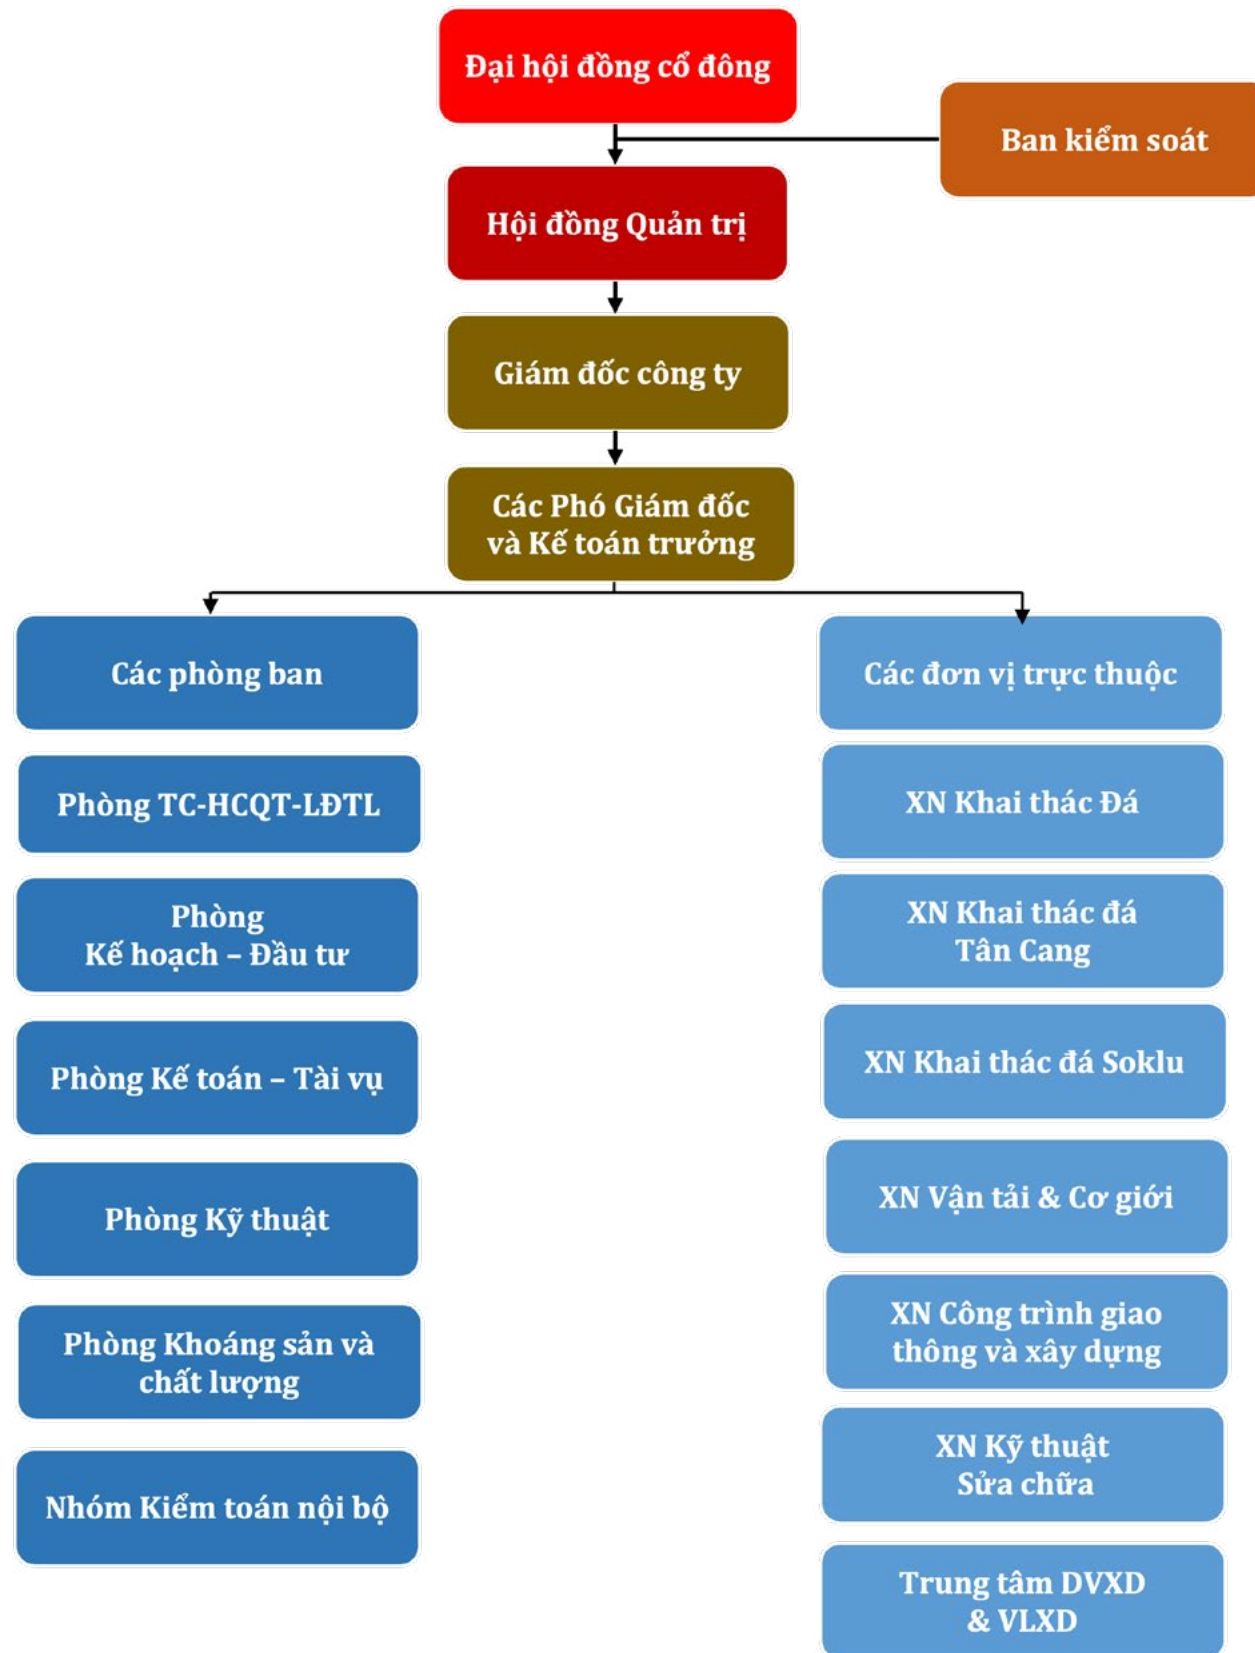 Đại hội đồng cổ đông
Ban kiểm soát
Hội đồng Quản trị
Giám đốc công ty
Các Phó Giám đốc
và Kế toán trưởng
Các phòng ban
Phòng TC-HCQT-LĐTL
Phòng
Kế hoạch – Đầu tư
Phòng Kế toán – Tài vụ
Phòng Kỹ thuật
Phòng Khoáng sản và
chất lượng
Nhóm Kiểm toán nội bộ
Các đơn vị trực thuộc
XN Khai thác Đá
XN Khai thác đá
Tân Cang
XN Khai thác đá Soklu
XN Vận tải & Cơ giới
XN Công trình giao
thông và xây dựng
XN Kỹ thuật
Sửa chữa
Trung tâm DVXD
& VLXD